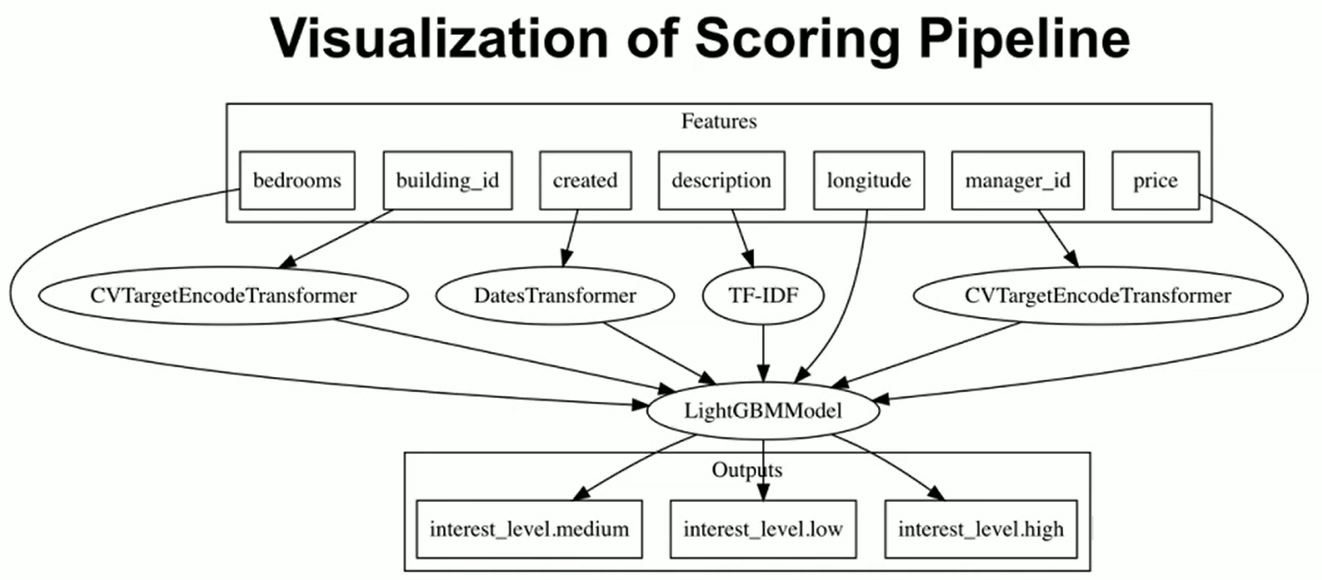 Visualization of Scoring Pipeline
Features
bedrooms
building_id
created
description
longitude
manager_id
price
CVTargetEncodeTransformer
DatesTransformer
TF-IDF
CVTargetEncodeTransformer
LightGBMModel
Outputs
interest_level.medium
interest_level.low
interest_level.high